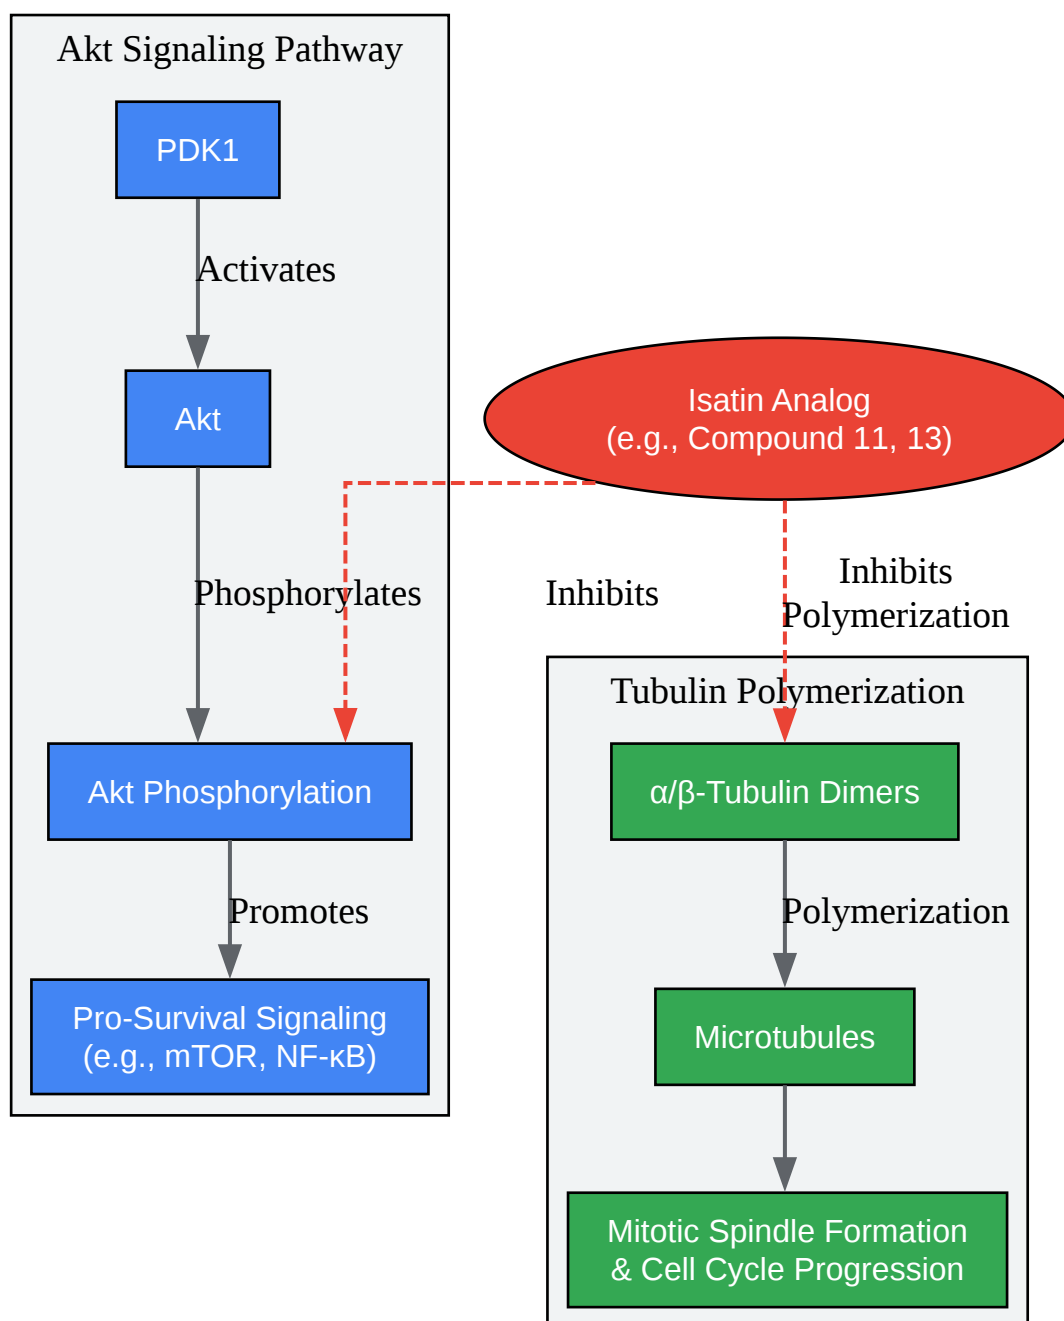 Akt Signaling Pathway
PDK1
Activates
Akt
Isatin Analog
(e.g., Compound 11, 13)
Phosphorylates
Inhibits
Inhibits
Polymerization
Tubulin Polymerization
Akt Phosphorylation
α/β-Tubulin Dimers
Promotes
Polymerization
Pro-Survival Signaling
(e.g., mTOR, NF-κB)
Microtubules
Mitotic Spindle Formation
& Cell Cycle Progression